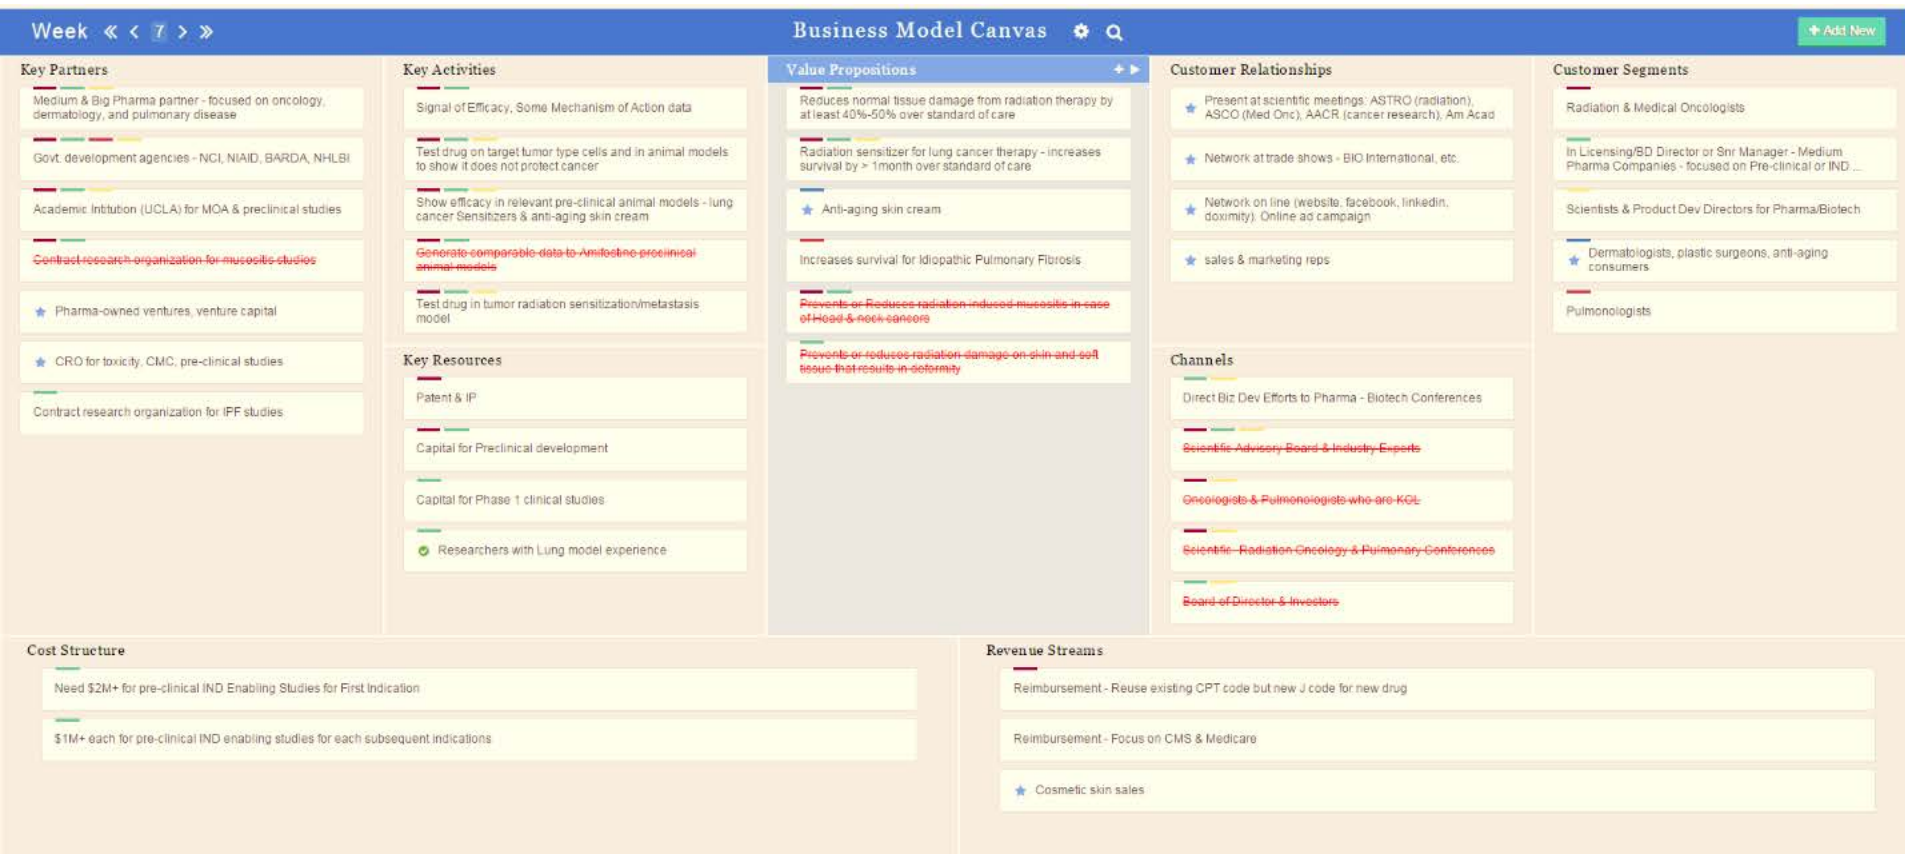 Week « < 7 > »
Business Model Canvas
+ Add New
Key Partners
Medium & Big Pharma partner - focused on oncology,
dermatology, and pulmonary disease
Govt. development agencies - NCI, NIAID, BARDA, NHLBI
Academic Intitution (UCLA) for MOA & preclinical studies
Contract research organization for mucositis studies
Pharma-owned ventures, venture capital
CRO for toxicity, CMC, pre-clinical studies
Contract research organization for IPF studies
Key Activities
Signal of Efficacy, Some Mechanism of Action data
Test drug on target tumor type cells and in animal models
to show it does not protect cancer
Show efficacy in relevant pre-clinical animal models - lung
cancer Sensitizers & anti-aging skin cream
Generate comparable data to Amifostine preclinical
animal models
Test drug in tumor radiation sensitization/metastasis
model
Key Resources
Patent & IP
Capital for Preclinical development
Capital for Phase 1 clinical studies
Researchers with Lung model experience
Value Propositions
Reduces normal tissue damage from radiation therapy by
at least 40%-50% over standard of care
Radiation sensitizer for lung cancer therapy - increases
survival by > 1month over standard of care
Anti-aging skin cream
Increases survival for Idiopathic Pulmonary Fibrosis
Prevents or Reduces radiation induced mucositis in case
of Head & neck cancers
Prevents or reduces radiation damage on skin and soft
tissue that results in deformity
Customer Relationships
Present at scientific meetings: ASTRO (radiation),
ASCO (Med Onc), AACR (cancer research), Am Acad
Network at trade shows - BIO International, etc.
Network on line (website, facebook, linkedin,
doximity). Online ad campaign
sales & marketing reps
Channels
Direct Biz Dev Efforts to Pharma - Biotech Conferences
Scientific Advisory Board & Industry Experts
Oncologists & Pulmonologists who are KOL
Scientific- Radiation Oncology & Pulmonary Conferences
Board of Director & Investors
Customer Segments
Radiation & Medical Oncologists
In Licensing/BD Director or Snr Manager - Medium
Pharma Companies - focused on Pre-clinical or IND ...
Scientists & Product Dev Directors for Pharma/Biotech
Dermatologists, plastic surgeons, anti-aging
consumers
Pulmonologists
Cost Structure
Need $2M+ for pre-clinical IND Enabling Studies for First Indication
$1M+ each for pre-clinical IND enabling studies for each subsequent indications
Revenue Streams
Reimbursement - Reuse existing CPT code but new J code for new drug
Reimbursement - Focus on CMS & Medicare
Cosmetic skin sales